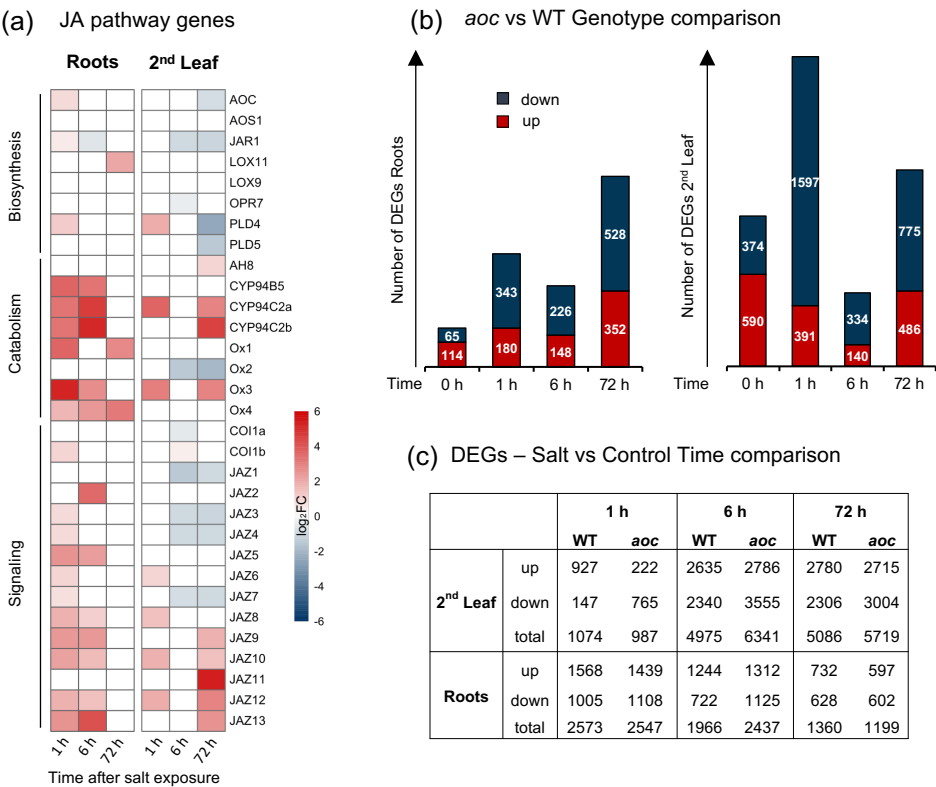 (a) JA pathway genes
Roots 2nd Leaf
Biosynthesis
AOC
AOS1
JAR1
LOX11
LOX9
OPR7
PLD4
PLD5
Catabolism
AH8
CYP94B5
CYP94C2a
CYP94C2b
Ox1
Ox2
Ox3
Ox4
Signaling
COI1a
COI1b
JAZ1
JAZ2
JAZ3
JAZ4
JAZ5
JAZ6
JAZ7
JAZ8
JAZ9
JAZ10
JAZ11
JAZ12
JAZ13
1 h 6 h 72 h 1 h 6 h 72 h
Time after salt exposure
6
4
2
0
-2
-4
-6
log2FC
(b) aoc vs WT Genotype comparison
down
up
Number of DEGs Roots
65 343 226 528
114 180 148 352
Time 0 h 1 h 6 h 72 h
Number of DEGs 2nd Leaf
374 1597 334 775
590 391 140 486
Time 0 h 1 h 6 h 72 h
(c) DEGs – Salt vs Control Time comparison
1 h 6 h 72 h
WT aoc WT aoc WT aoc
2nd Leaf
up 927 222 2635 2786 2780 2715
down 147 765 2340 3555 2306 3004
total 1074 987 4975 6341 5086 5719
Roots
up 1568 1439 1244 1312 732 597
down 1005 1108 722 1125 628 602
total 2573 2547 1966 2437 1360 1199